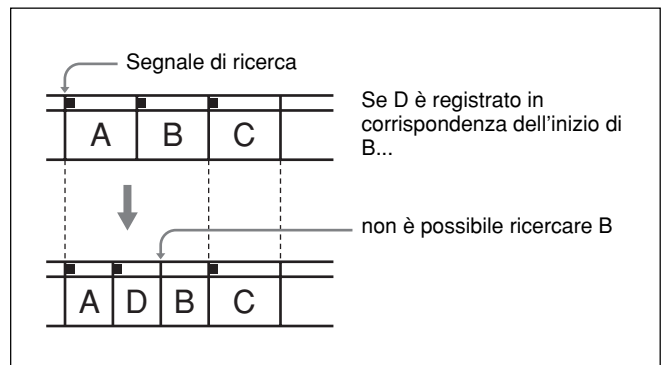 Segnale di ricerca
A B C
Se D è registrato in
corrispondenza dell'inizio di
B...
non è possibile ricercare B
A D B C